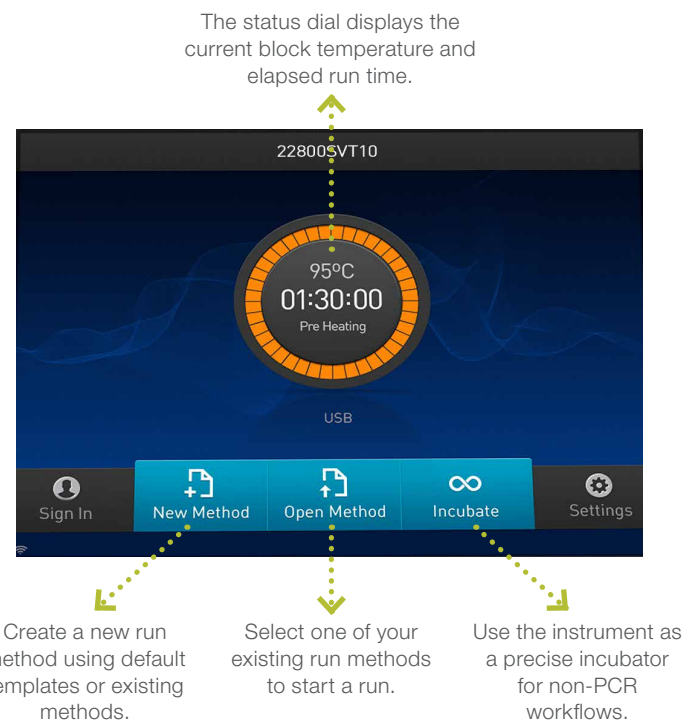 The status dial displays the
current block temperature and
elapsed run time.
22800SVT10
95ºC
01:30:00
Pre Heating
USB
Sign In
New Method
Open Method
Incubate
Settings
Create a new run
method using default
templates or existing
methods.
Select one of your
existing run methods
to start a run.
Use the instrument as
a precise incubator
for non-PCR
workflows.